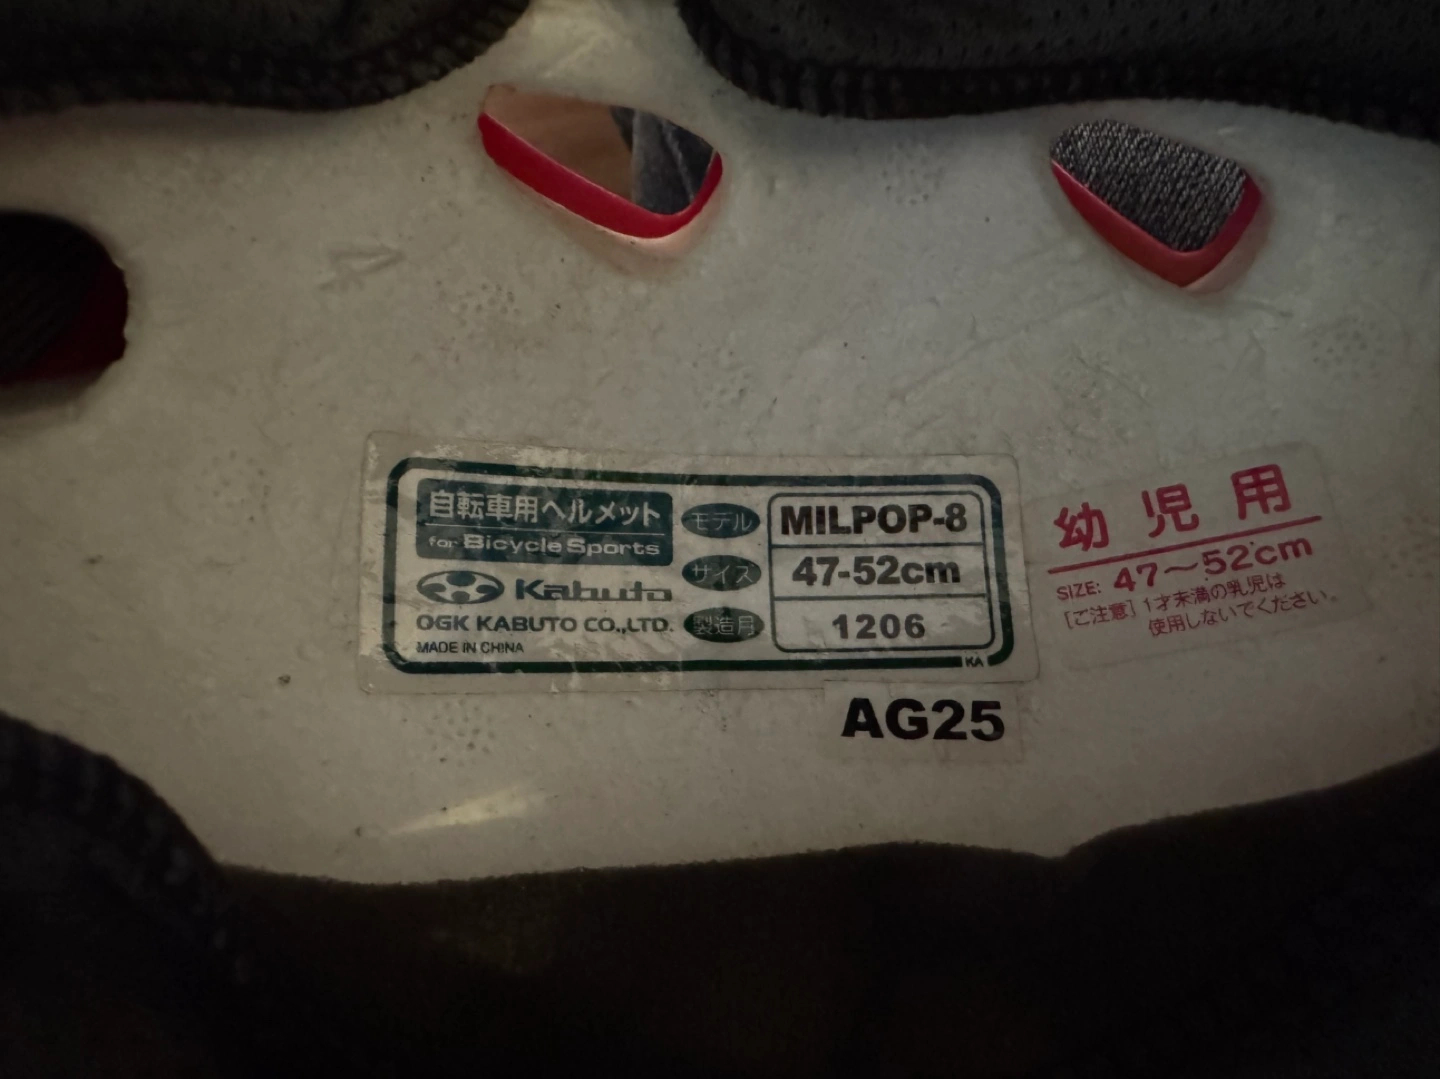 自転車用ヘルメット
for Bicycle Sports
Kabuto
OGK KABUTO CO.,LTD.
MADE IN CHINA
モデル MILPOP-8
サイズ 47-52cm
製造月 1206
KA
AG25
幼児用
SIZE: 47～52cm
[ご注意] 1才未満の乳児は
使用しないでください。